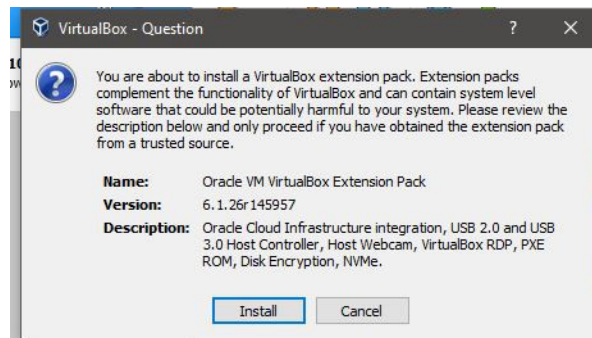 VirtualBox - Question
You are about to install a VirtualBox extension pack. Extension packs
complement the functionality of VirtualBox and can contain system level
software that could be potentially harmful to your system. Please review the
description below and only proceed if you have obtained the extension pack
from a trusted source.
Name: Oracle VM VirtualBox Extension Pack
Version: 6.1.26r145957
Description: Oracle Cloud Infrastructure integration, USB 2.0 and USB
3.0 Host Controller, Host Webcam, VirtualBox RDP, PXE
ROM, Disk Encryption, NVMe.
Install Cancel